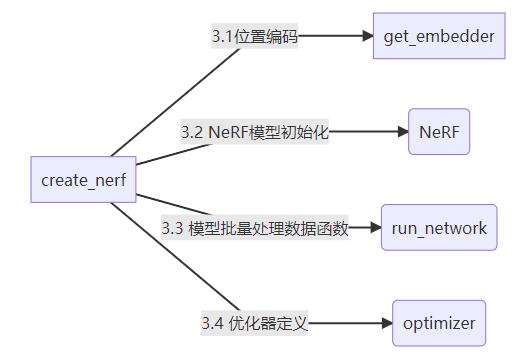 3.1位置编码
get_embedder
3.2 NeRF模型初始化
NeRF
create_nerf
3.3 模型批量处理数据函数
run_network
3.4 优化器定义
optimizer